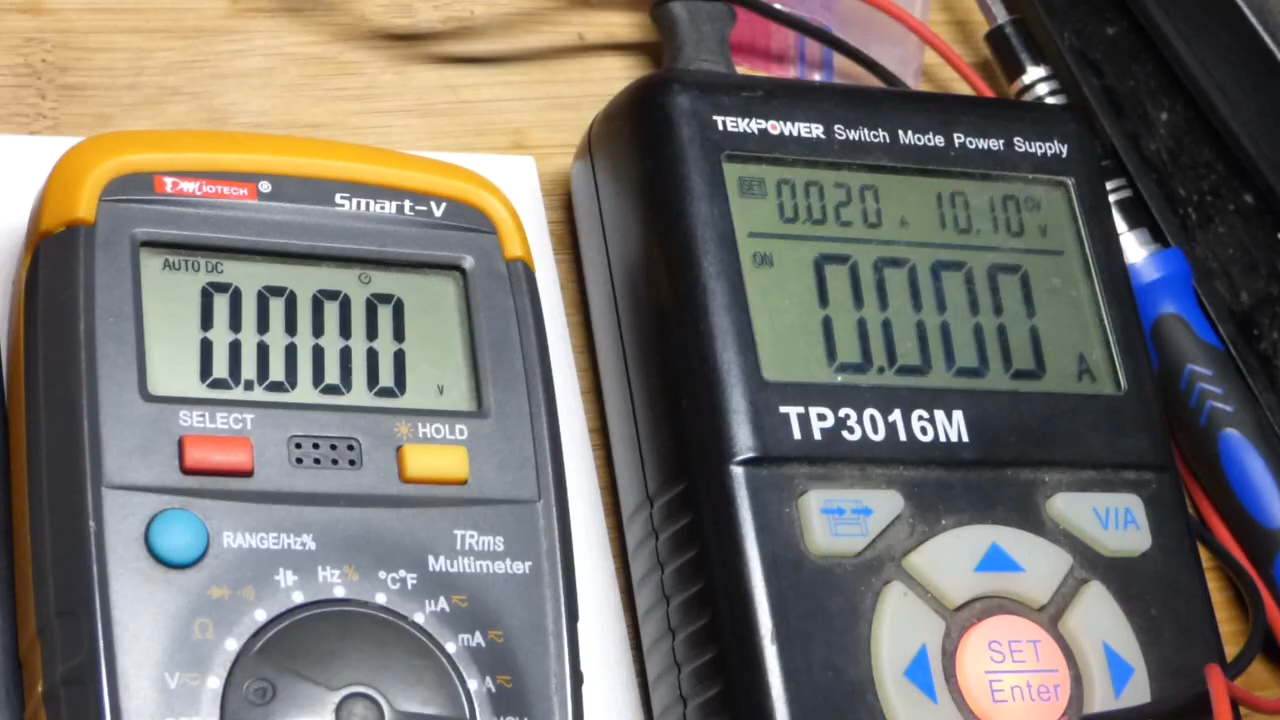 DMIOTECH®
Smart-V
AUTO DC
0.000
V
SELECT
HOLD
RANGE/Hz%
TRms
Multimeter
Hz%
°C°F
µA
mA
A
Ω
V
TEKPOWER Switch Mode Power Supply
SET 0.020 A 10.10 V
ON
0.000 A
TP3016M
V/A
SET
Enter